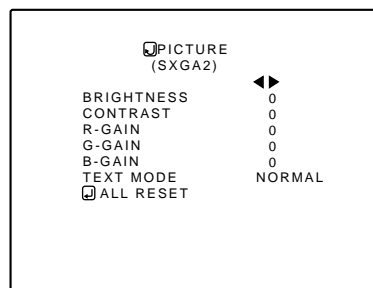 PICTURE
(SXGA2)
BRIGHTNESS 0
CONTRAST 0
R-GAIN 0
G-GAIN 0
B-GAIN 0
TEXT MODE NORMAL
ALL RESET